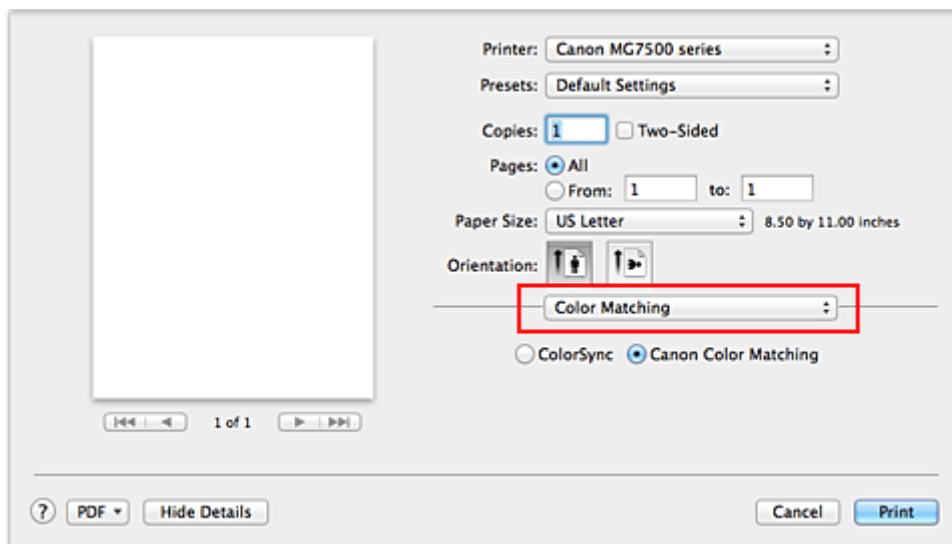 Printer: Canon MG7500 series
Presets: Default Settings
Copies: 1 Two-Sided
Pages: All
From: 1 to: 1
Paper Size: US Letter 8.50 by 11.00 inches
Orientation:
Color Matching
ColorSync Canon Color Matching
1 of 1
? PDF Hide Details Cancel Print